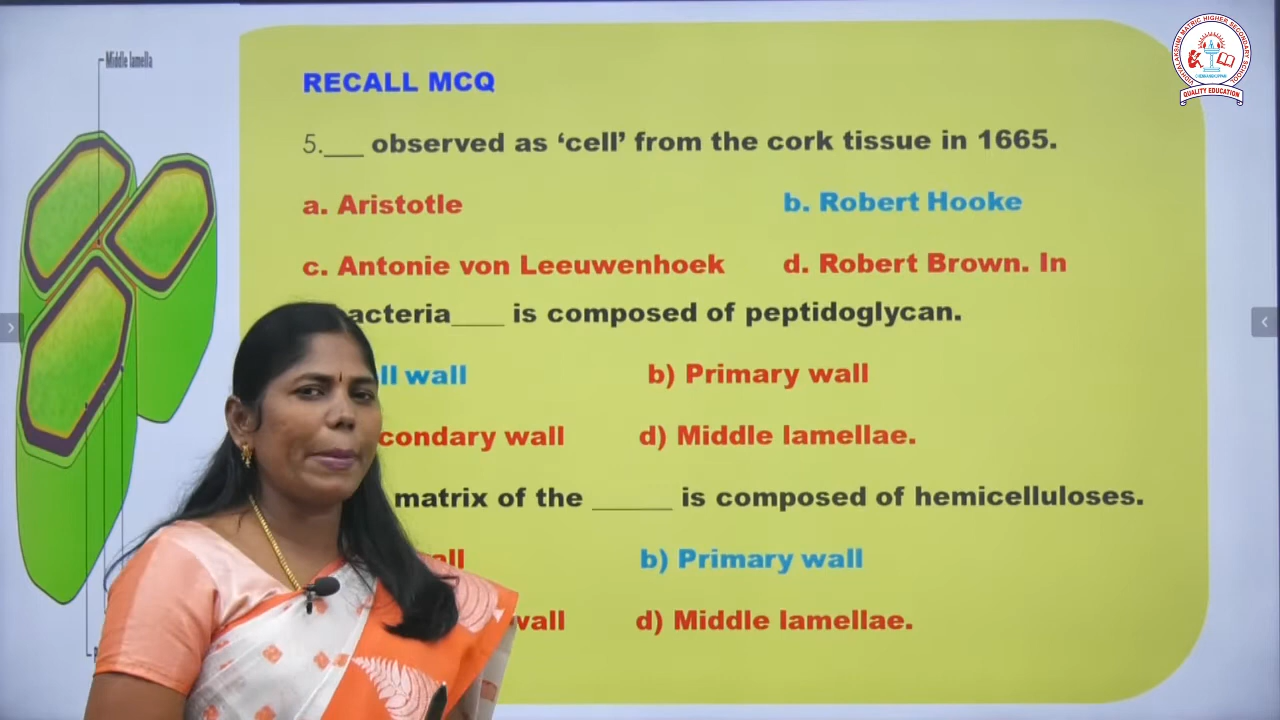 Middle lamella
RECALL MCQ
5.___ observed as ‘cell’ from the cork tissue in 1665.
a. Aristotle
b. Robert Hooke
c. Antonie von Leeuwenhoek
d. Robert Brown. In
acteria____ is composed of peptidoglycan.
ll wall
b) Primary wall
condary wall
d) Middle lamellae.
matrix of the ______ is composed of hemicelluloses.
all
b) Primary wall
wall
d) Middle lamellae.
QUALITY EDUCATION